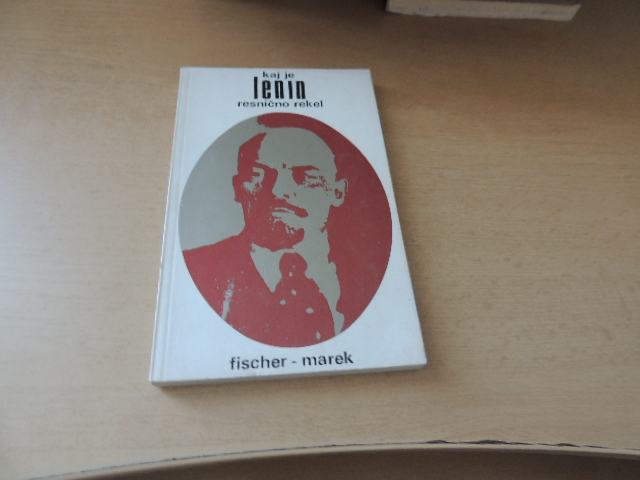 kaj je
lenin
resnično rekel
fischer - marek